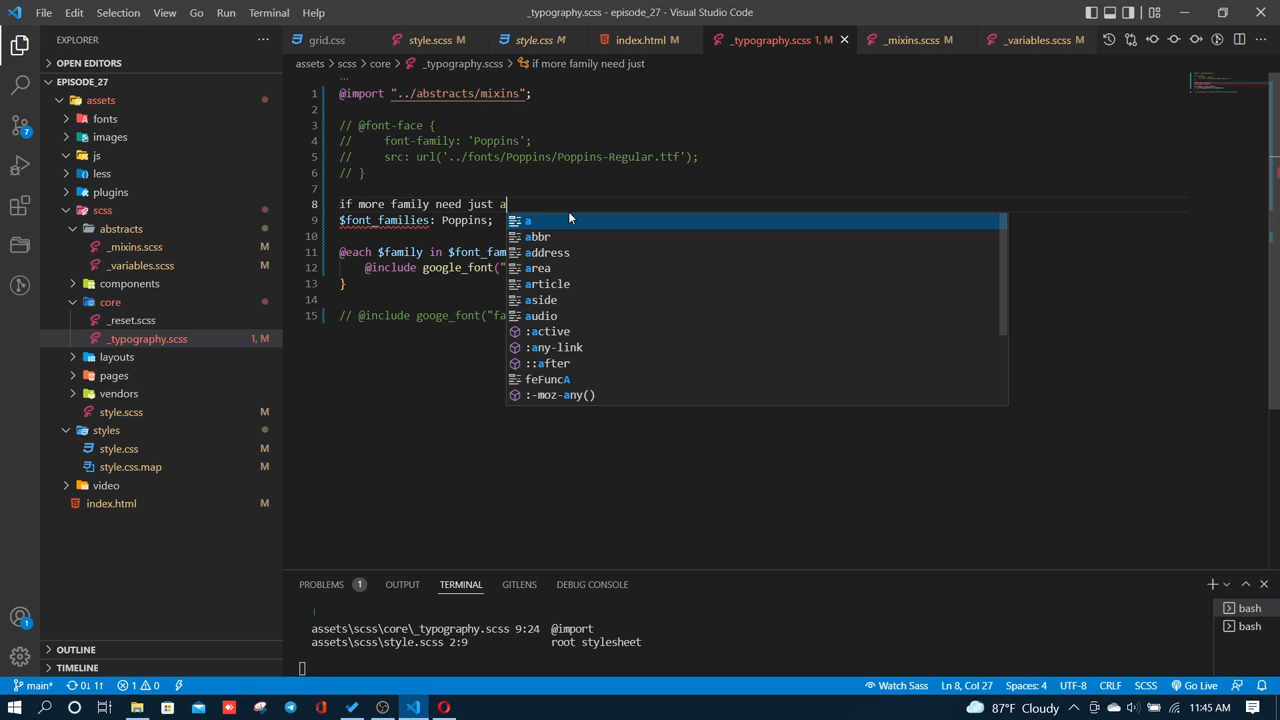 File Edit Selection View Go Run Terminal Help
_typography.scss - episode_27 - Visual Studio Code
EXPLORER
OPEN EDITORS
EPISODE_27
assets
fonts
images
js
less
plugins
scss
abstracts
_mixins.scss
_variables.scss
components
core
_reset.scss
_typography.scss 1, M
layouts
pages
vendors
style.scss M
styles
style.css M
style.css.map M
video
index.html M
OUTLINE
TIMELINE
7
1
grid.css style.scss M style.css M index.html M _typography.scss 1, M _mixins.scss M _variables.scss M
assets > scss > core > _typography.scss > if more family need just
1 @import "../abstracts/mixins";
2
3 // @font-face {
4 //     font-family: 'Poppins';
5 //     src: url('../fonts/Poppins/Poppins-Regular.ttf');
6 // }
7
8 if more family need just a
9 $font_families: Poppins;
10
11 @each $family in $font_fam
12     @include google_font("
13 }
14
15 // @include googe_font("fa
a
abbr
address
area
article
aside
audio
:active
:any-link
::after
feFuncA
:-moz-any()
PROBLEMS 1 OUTPUT TERMINAL GITLENS DEBUG CONSOLE
assets\scss\core\_typography.scss 9:24  @import
assets\scss\style.scss 2:9              root stylesheet
bash
bash
main* 0↓ 1↑ 1 0
Watch Sass Ln 8, Col 27 Spaces: 4 UTF-8 CRLF SCSS Go Live
87°F Cloudy 11:45 AM